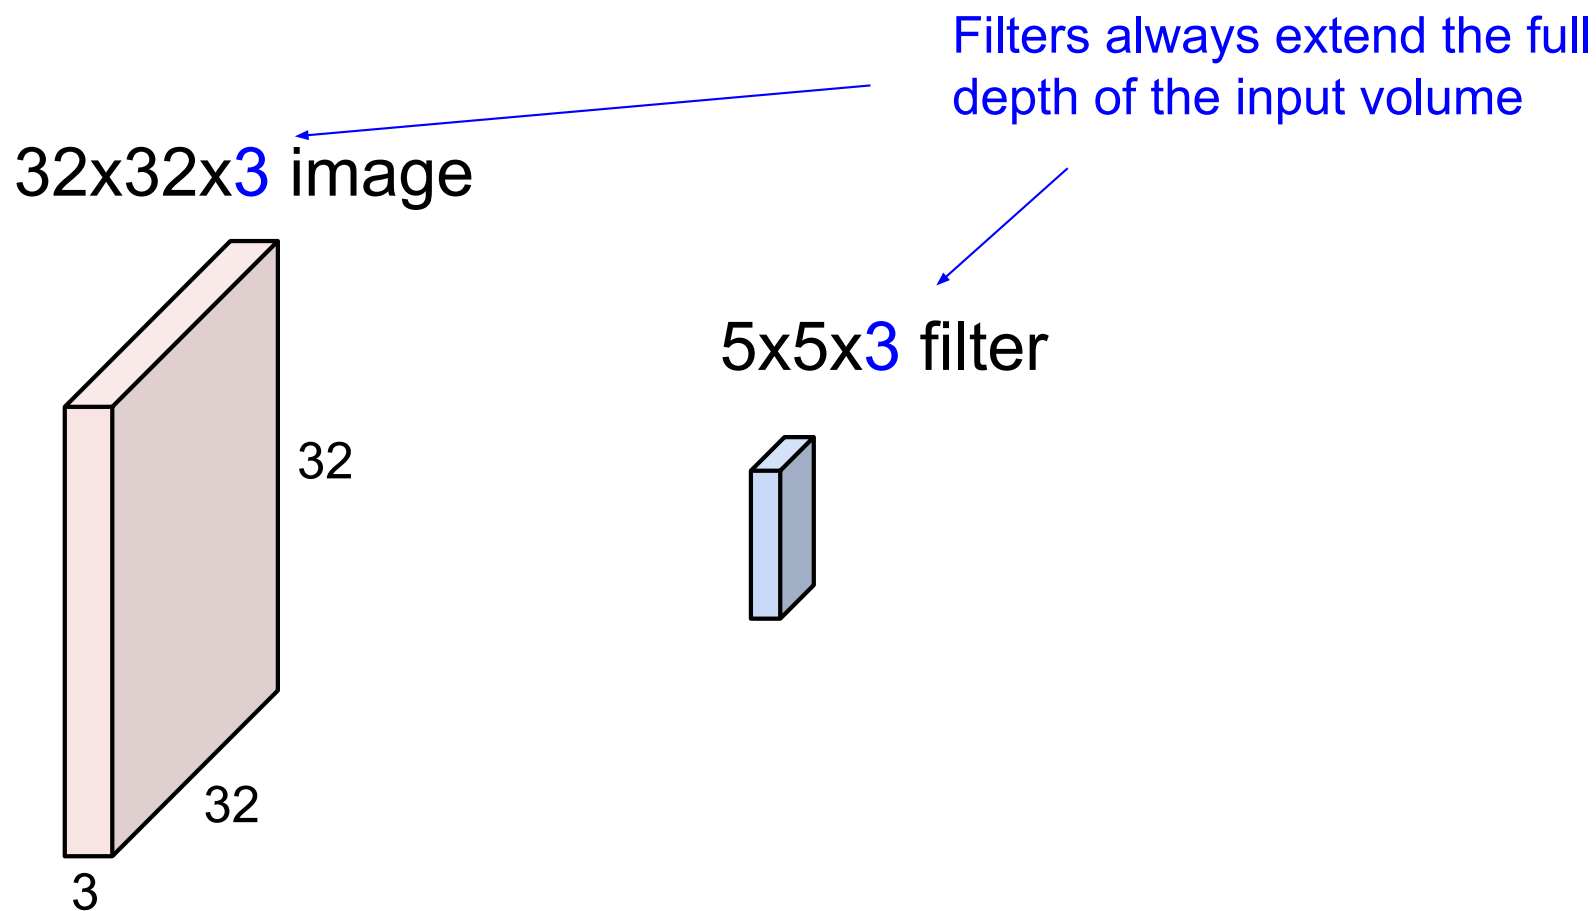 Filters always extend the full
depth of the input volume
32x32x3 image
5x5x3 filter
32
32
3